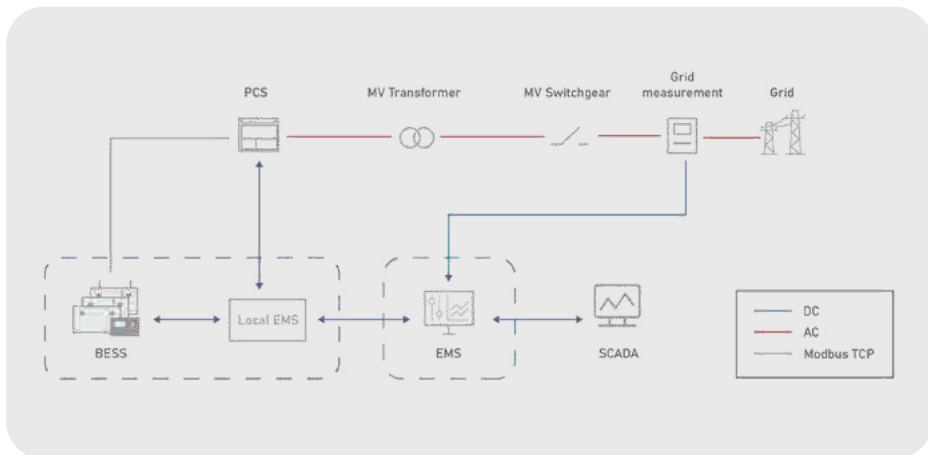 PCS
MV Transformer
MV Switchgear
Grid
measurement
Grid
Local EMS
BESS
EMS
SCADA
DC
AC
Modbus TCP